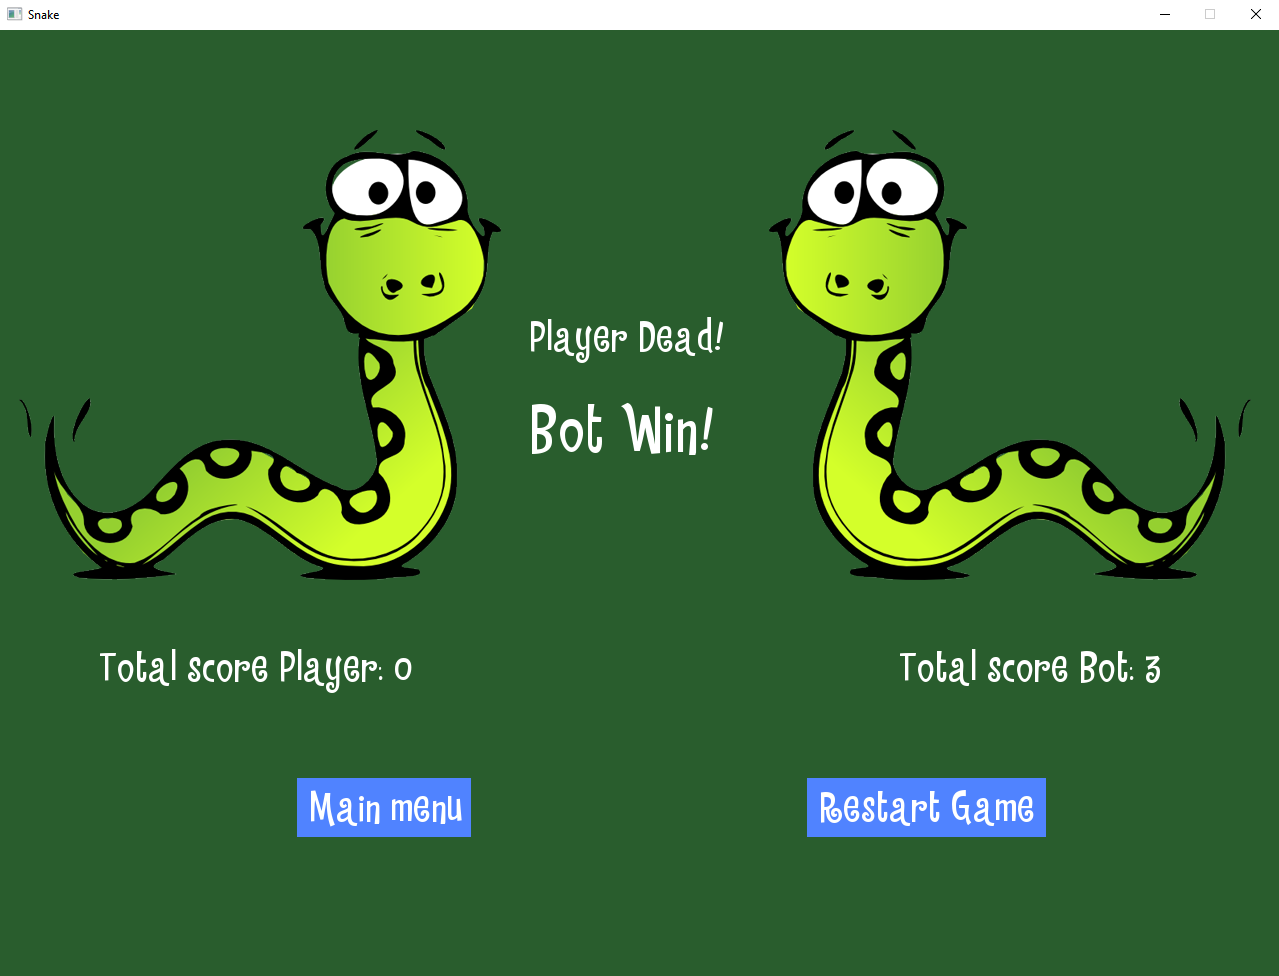 Snake
Player Dead!
Bot Win!
Total score Player: 0
Total score Bot: 3
Main menu
Restart Game